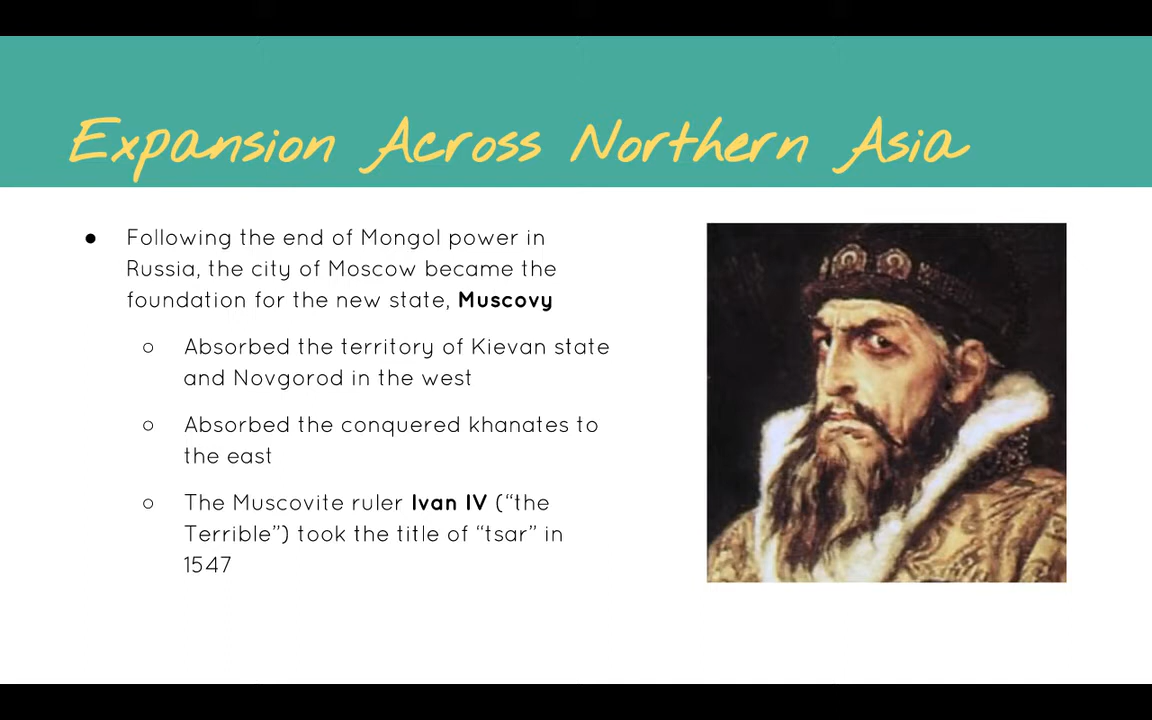 Expansion Across Northern Asia
● Following the end of Mongol power in
Russia, the city of Moscow became the
foundation for the new state, Muscovy
○ Absorbed the territory of Kievan state
and Novgorod in the west
○ Absorbed the conquered khanates to
the east
○ The Muscovite ruler Ivan IV (“the
Terrible”) took the title of “tsar” in
1547